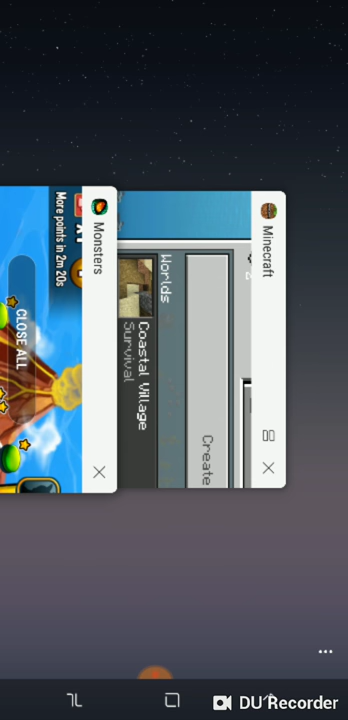 Minecraft
Create
Worlds
Coastal Village
Survival
Monsters
More points in 2m 20s
CLOSE ALL
DU Recorder